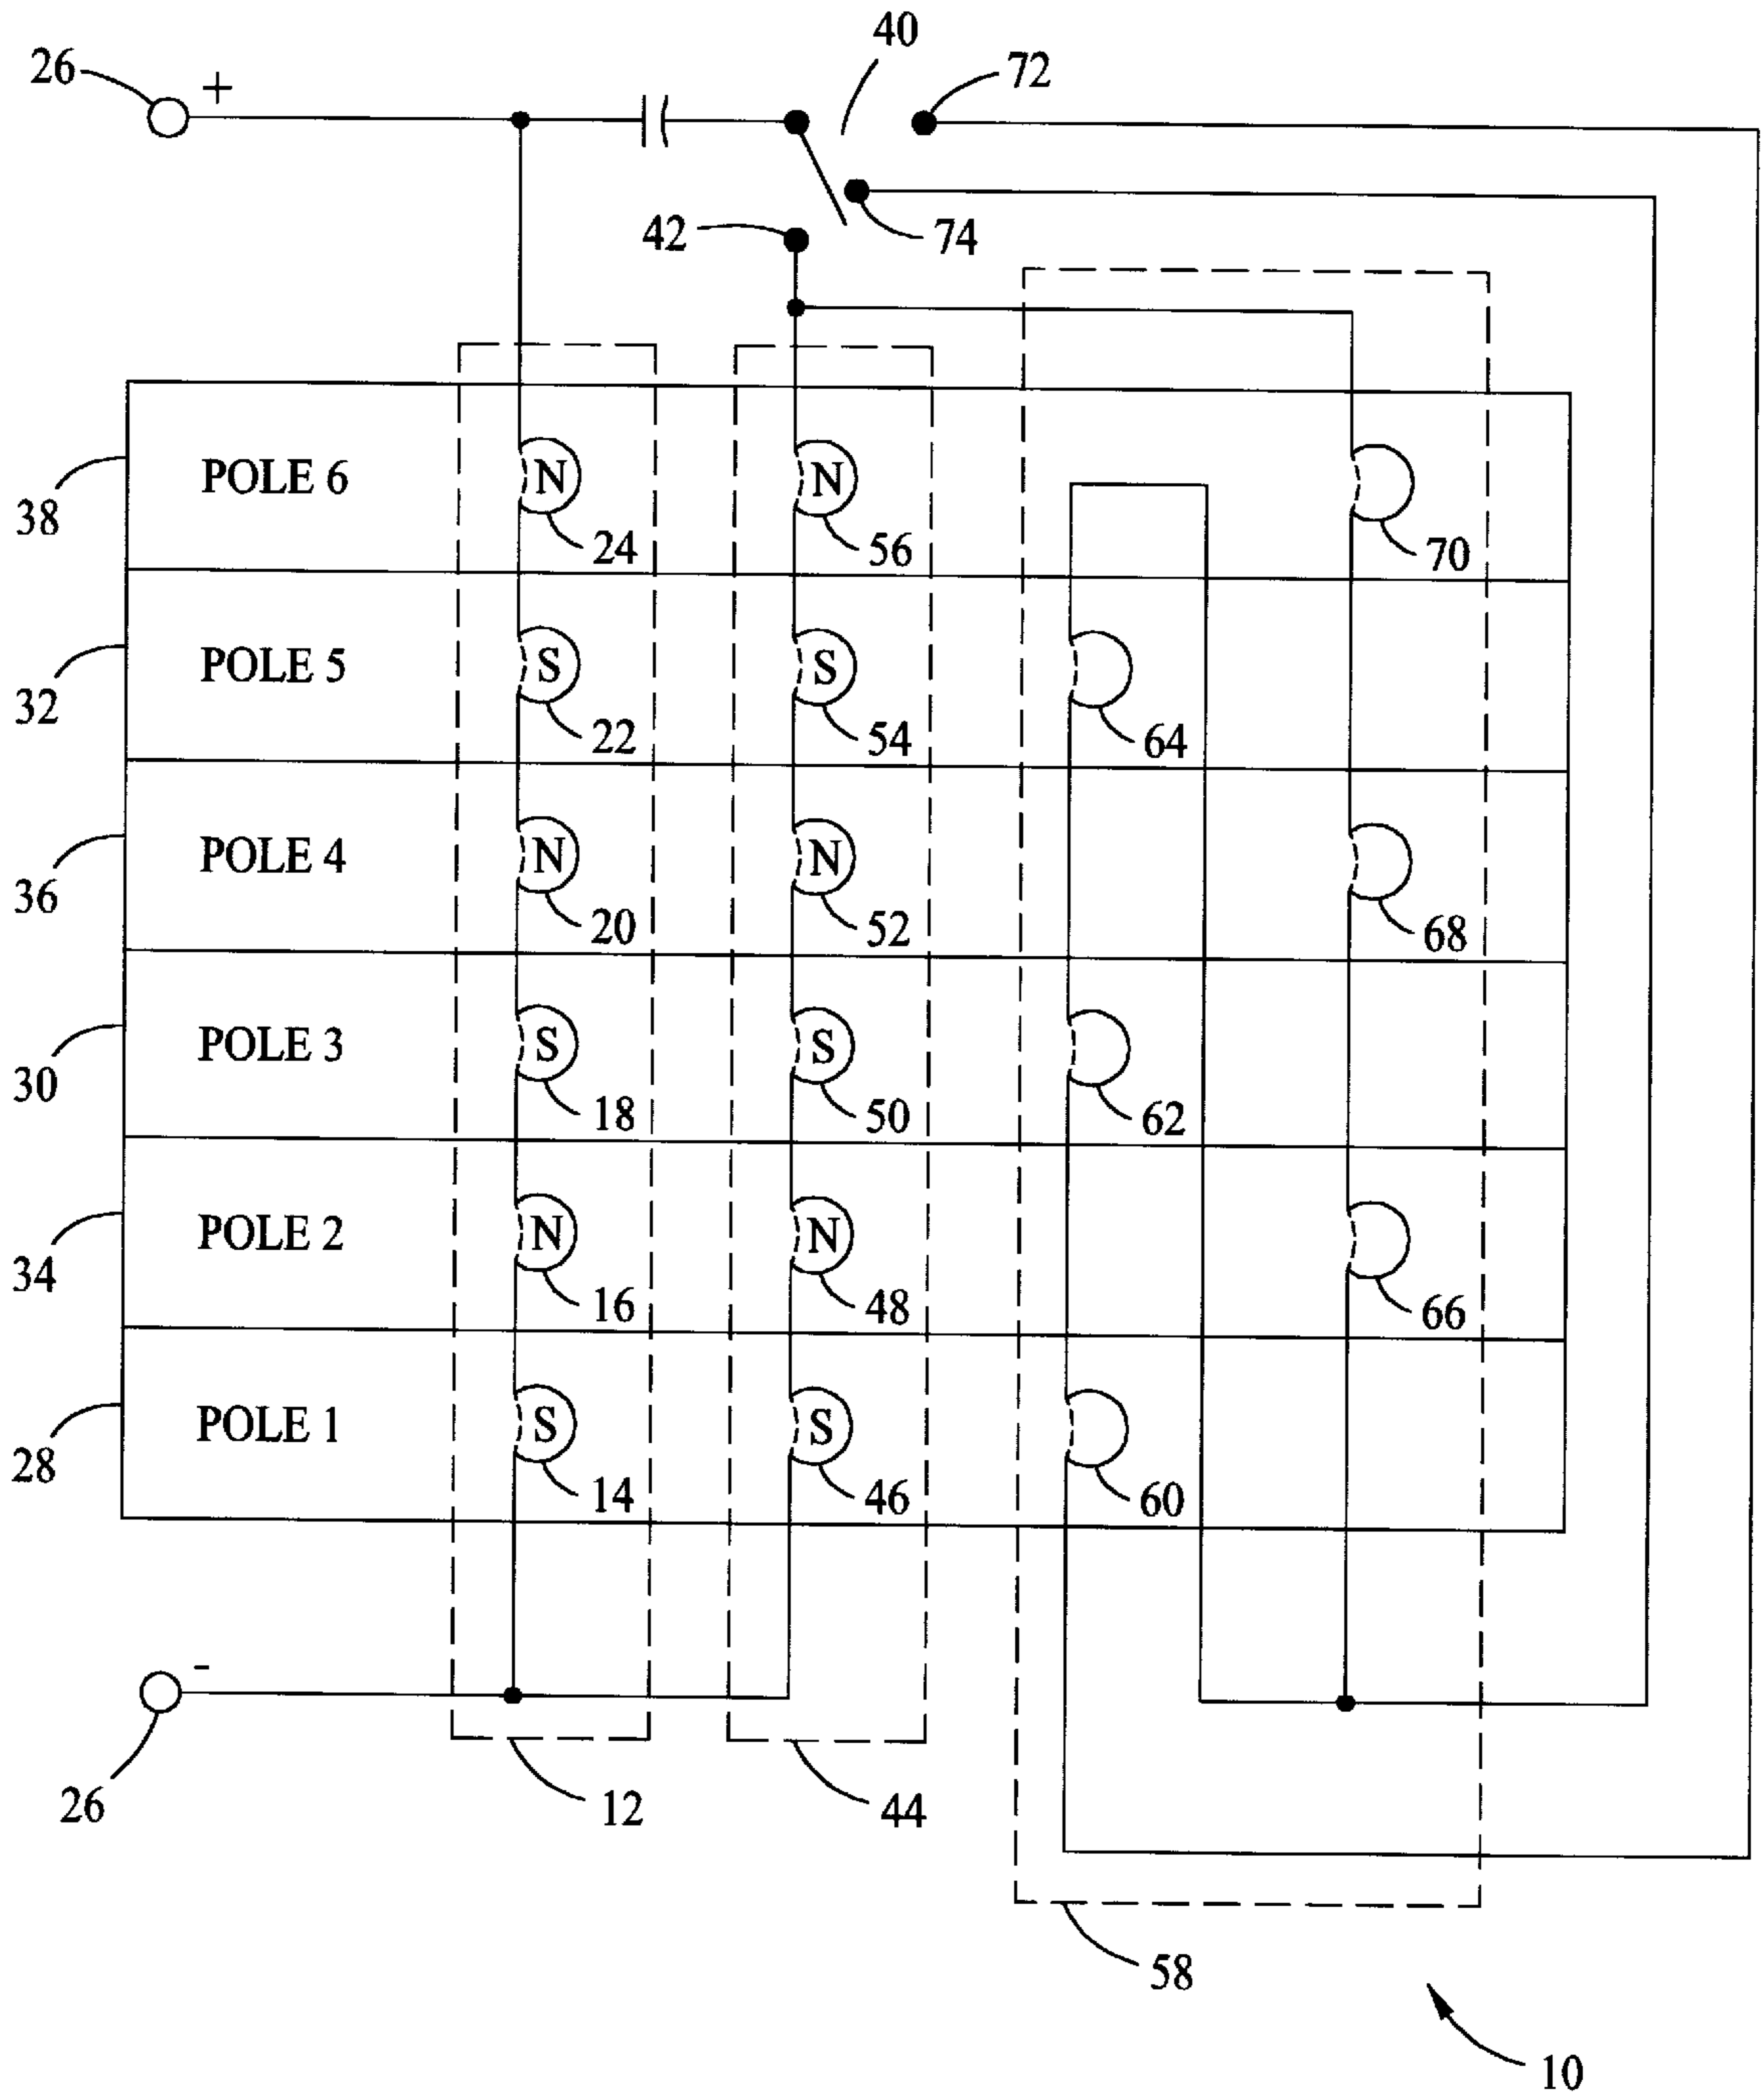 40
26 + 72
42 74
38 POLE 6 N 24 N 56 70
32 POLE 5 S 22 S 54 64
36 POLE 4 N 20 N 52 68
30 POLE 3 S 18 S 50 62
34 POLE 2 N 16 N 48 66
28 POLE 1 S 14 S 46 60
-
26 12 44
58
10